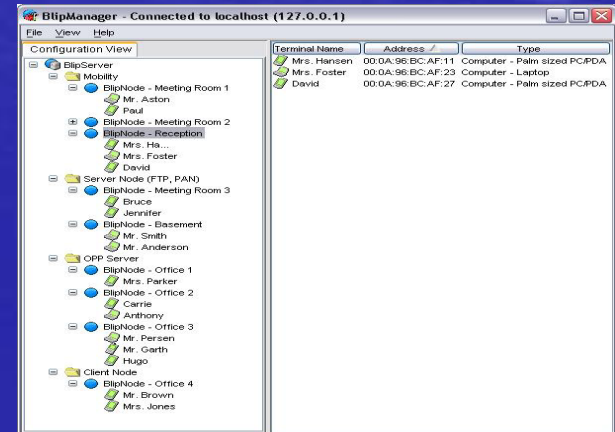 BlipManager - Connected to localhost (127.0.0.1)
File View Help
Configuration View
BlipServer
Mobility
BlipNode - Meeting Room 1
Mr. Aston
Paul
BlipNode - Meeting Room 2
BlipNode - Reception
Mrs. Ha...
Mrs. Foster
David
Server Node (FTP, PAN)
BlipNode - Meeting Room 3
Bruce
Jennifer
BlipNode - Basement
Mr. Smith
Mr. Anderson
OPP Server
BlipNode - Office 1
Mrs. Parker
BlipNode - Office 2
Carrie
Anthony
BlipNode - Office 3
Mr. Persen
Mr. Garth
Hugo
Client Node
BlipNode - Office 4
Mr. Brown
Mrs. Jones
Terminal Name Address Type
Mrs. Hansen 00:0A:96:BC:AF:11 Computer - Palm sized PC/PDA
Mrs. Foster 00:0A:96:BC:AF:23 Computer - Laptop
David 00:0A:96:BC:AF:27 Computer - Palm sized PC/PDA